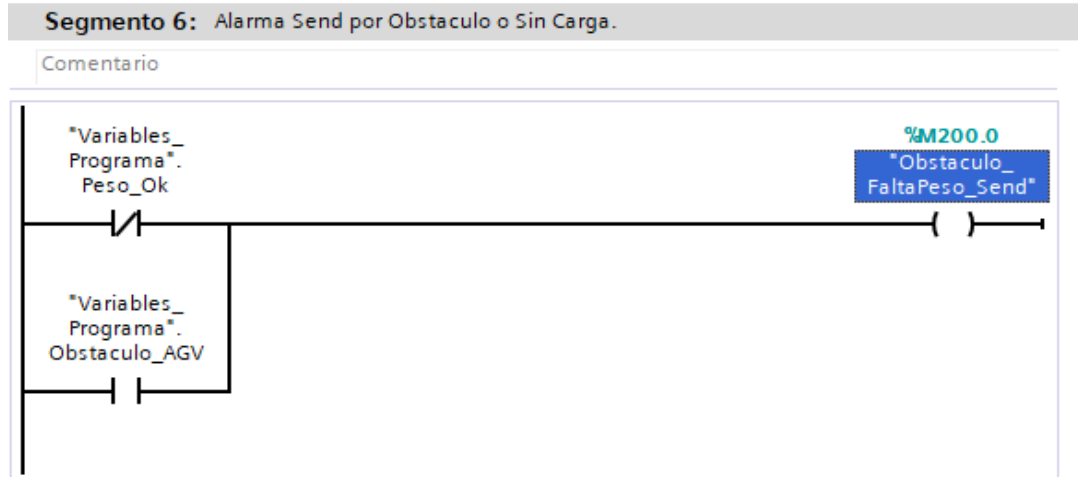 Segmento 6: Alarma Send por Obstaculo o Sin Carga.
Comentario
"Variables_
Programa".
Peso_Ok
%M200.0
"Obstaculo_
FaltaPeso_Send"
"Variables_
Programa".
Obstaculo_AGV